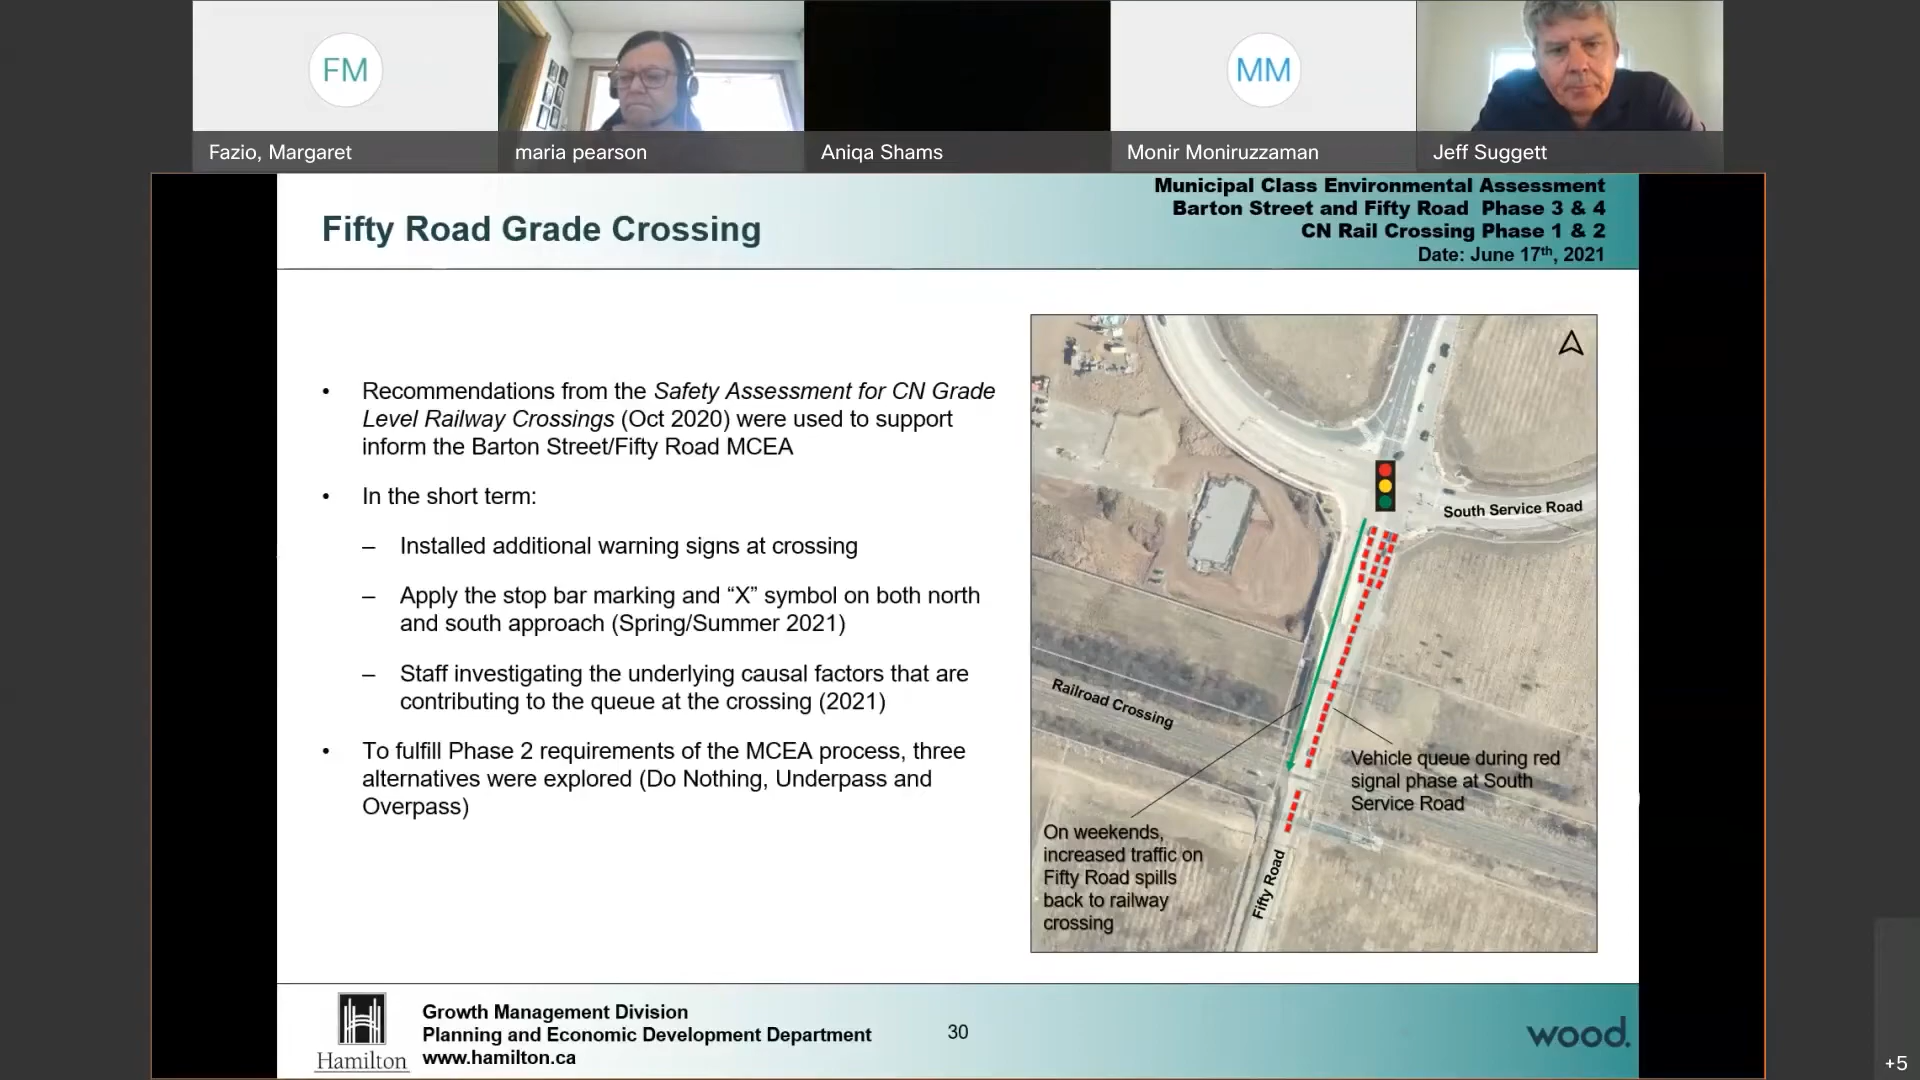 FM
MM
Fazio, Margaret
maria pearson
Aniqa Shams
Monir Moniruzzaman
Jeff Suggett
Fifty Road Grade Crossing
Municipal Class Environmental Assessment
Barton Street and Fifty Road Phase 3 & 4
CN Rail Crossing Phase 1 & 2
Date: June 17th, 2021
• Recommendations from the Safety Assessment for CN Grade
Level Railway Crossings (Oct 2020) were used to support
inform the Barton Street/Fifty Road MCEA
• In the short term:
– Installed additional warning signs at crossing
– Apply the stop bar marking and “X” symbol on both north
and south approach (Spring/Summer 2021)
– Staff investigating the underlying causal factors that are
contributing to the queue at the crossing (2021)
• To fulfill Phase 2 requirements of the MCEA process, three
alternatives were explored (Do Nothing, Underpass and
Overpass)
South Service Road
Railroad Crossing
Vehicle queue during red
signal phase at South
Service Road
On weekends,
increased traffic on
Fifty Road spills
back to railway
crossing
Fifty Road
Hamilton
Growth Management Division
Planning and Economic Development Department
www.hamilton.ca
30
wood.
+5